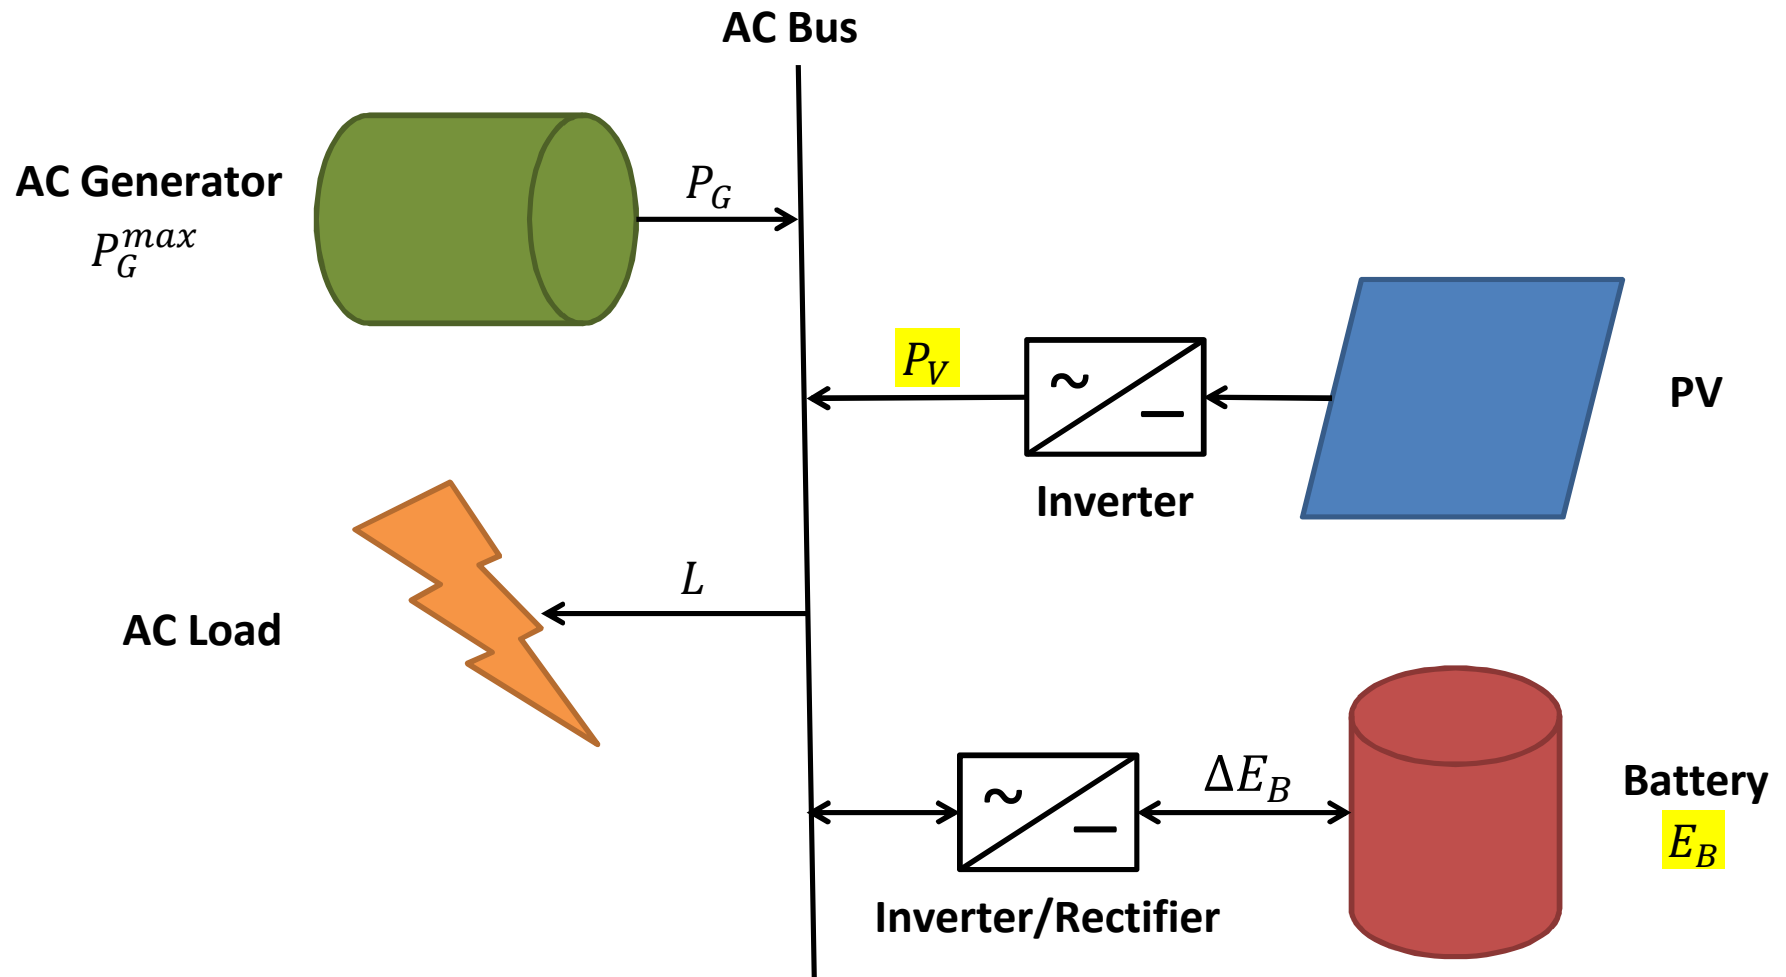 AC Bus
AC Generator
P_G^{max}
P_G
P_V
~
—
PV
Inverter
L
AC Load
~
—
ΔE_B
Battery
E_B
Inverter/Rectifier